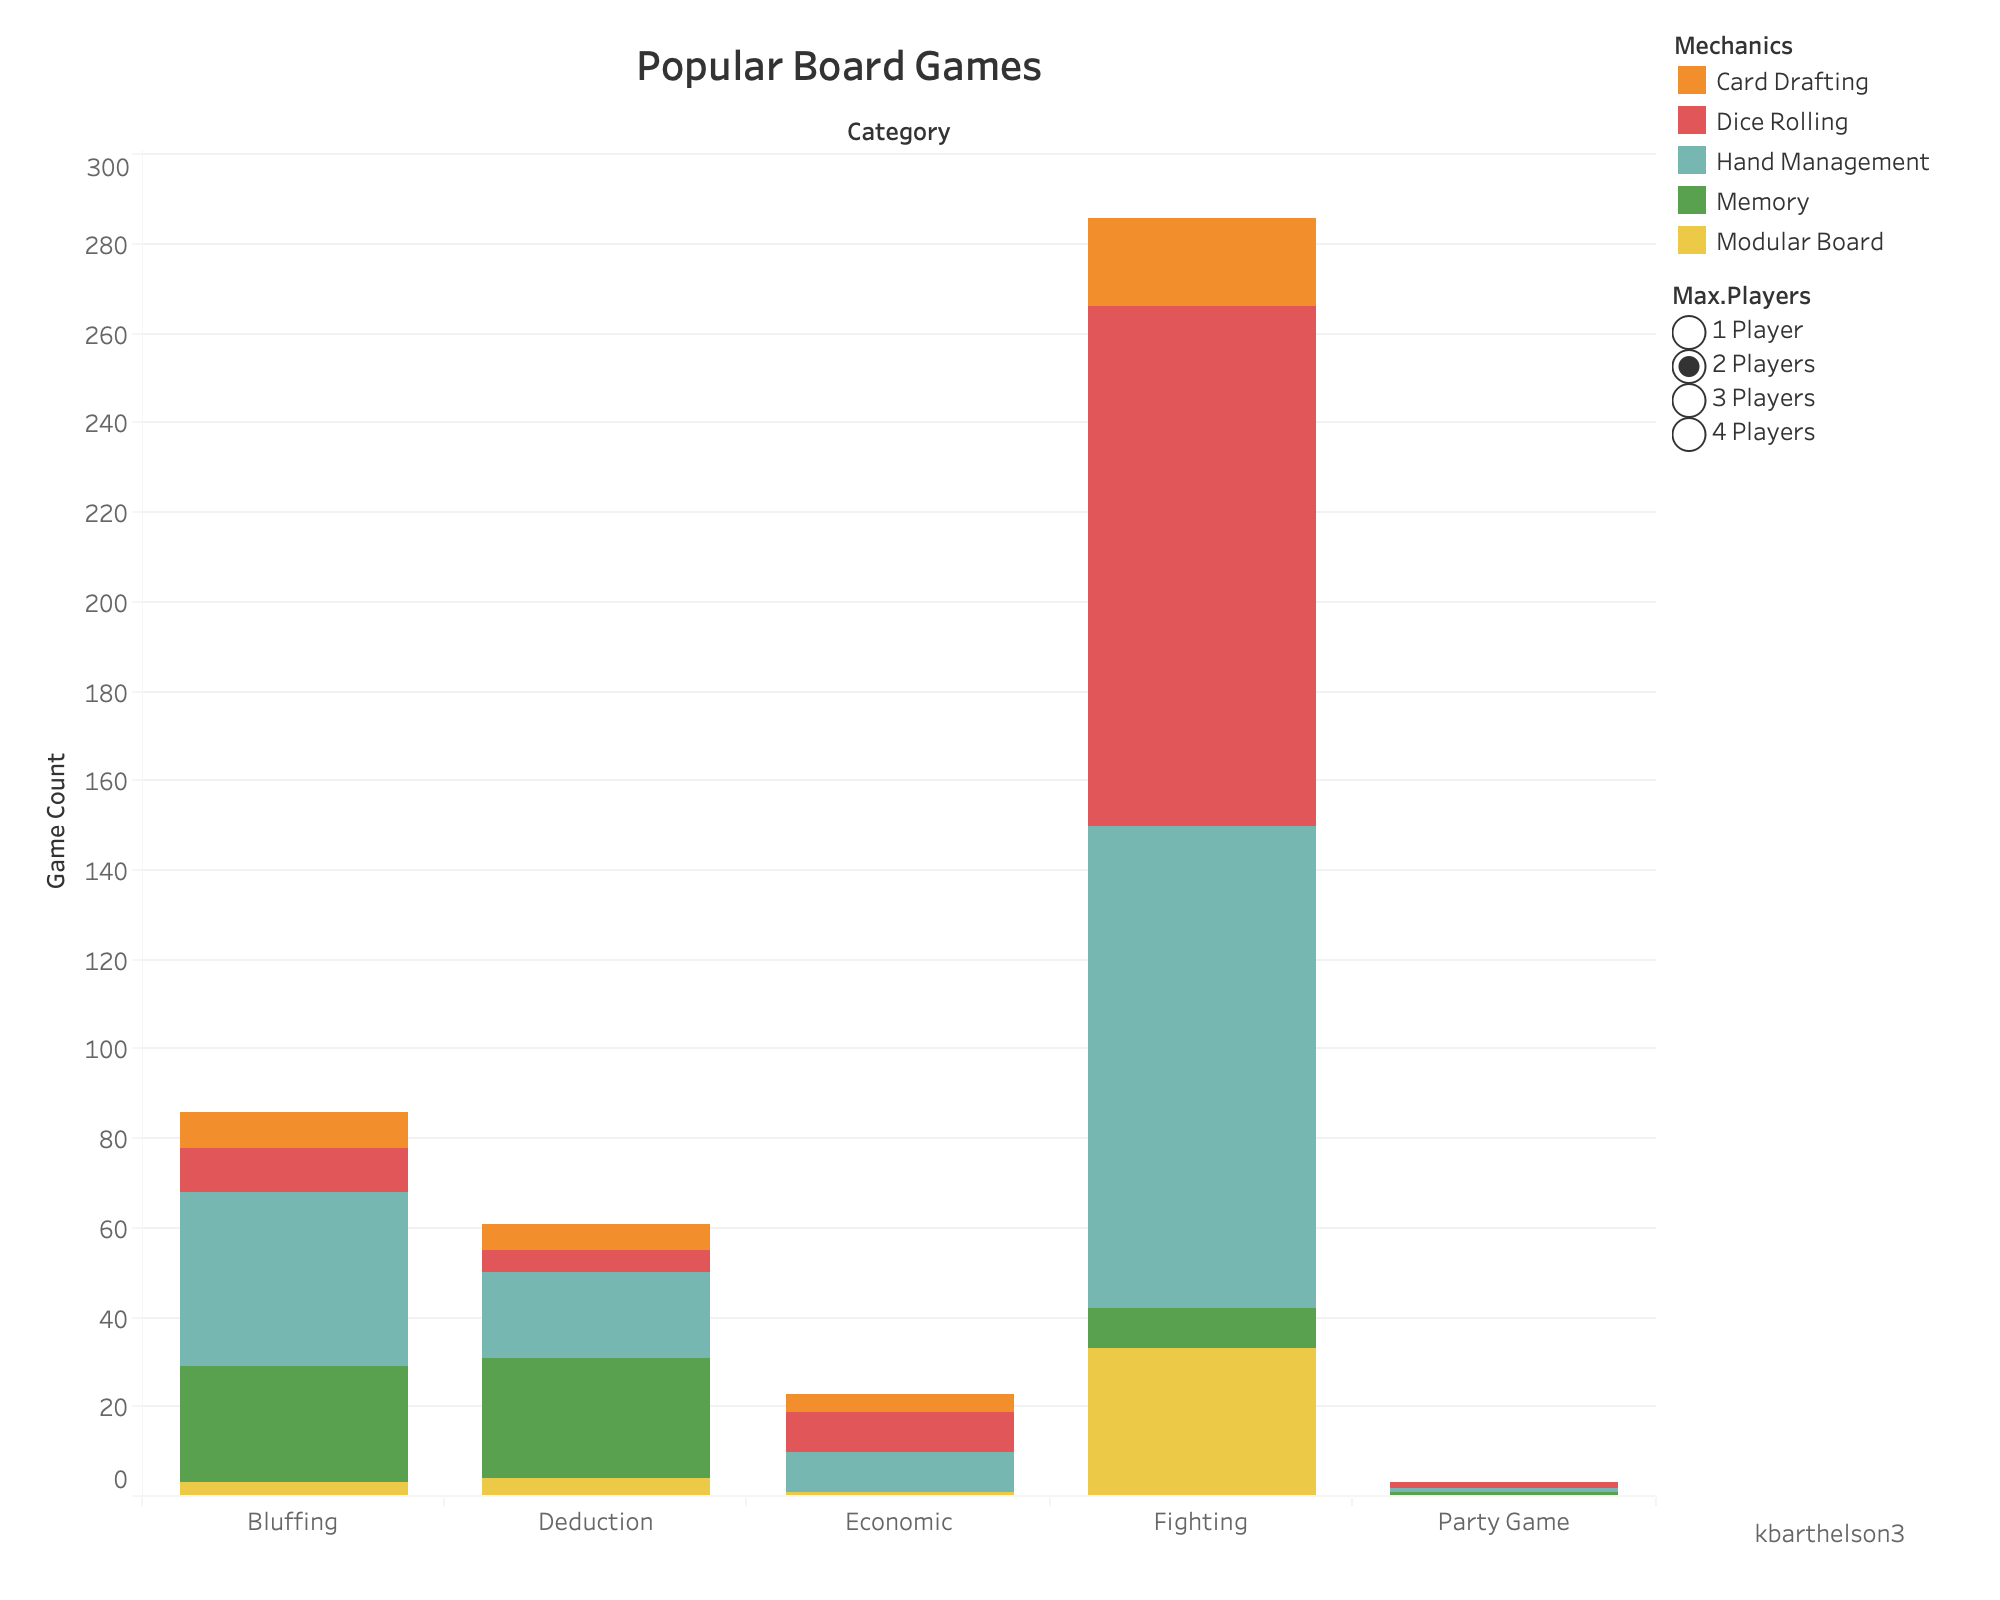 Popular Board Games
Category
300
280
260
240
220
200
180
160
140
120
100
80
60
40
20
0
Game Count
Bluffing
Deduction
Economic
Fighting
Party Game
Mechanics
Card Drafting
Dice Rolling
Hand Management
Memory
Modular Board
Max.Players
1 Player
2 Players
3 Players
4 Players
kbarthelson3